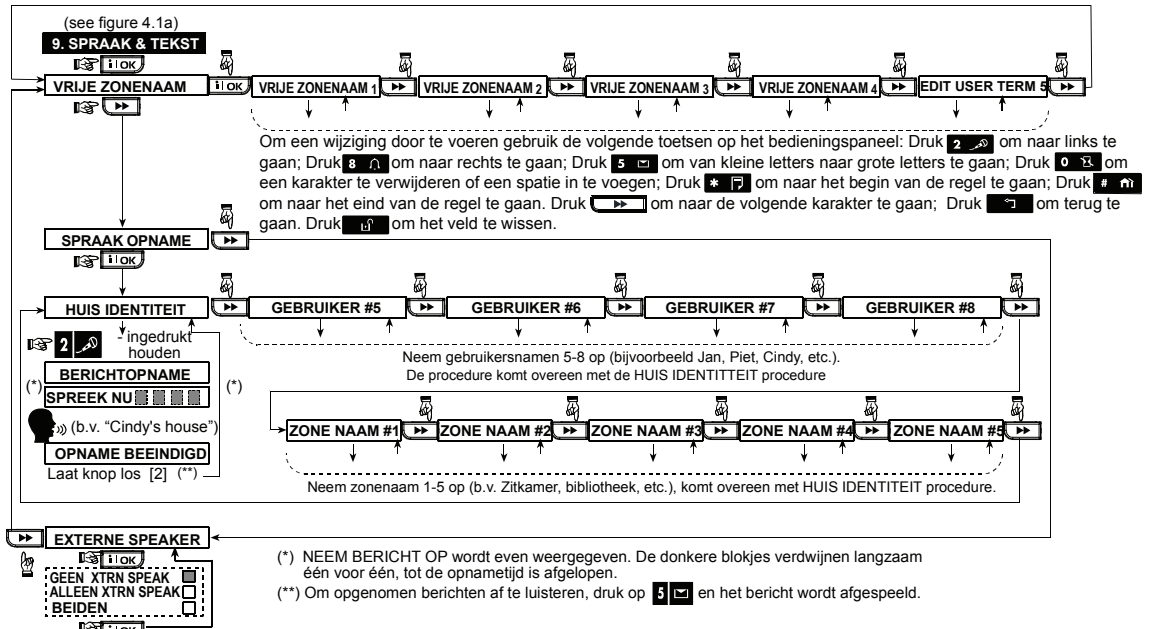 (see figure 4.1a)
9. SPRAAK & TEKST
i OK
VRIJE ZONENAAM
i OK
VRIJE ZONENAAM 1
VRIJE ZONENAAM 2
VRIJE ZONENAAM 3
VRIJE ZONENAAM 4
EDIT USER TERM 5
Om een wijziging door te voeren gebruik de volgende toetsen op het bedieningspaneel: Druk 2 om naar links te
gaan; Druk 8 om naar rechts te gaan; Druk 5 om van kleine letters naar grote letters te gaan; Druk 0 om
een karakter te verwijderen of een spatie in te voegen; Druk * om naar het begin van de regel te gaan; Druk #
om naar het eind van de regel te gaan. Druk om naar de volgende karakter te gaan; Druk om terug te
gaan. Druk om het veld te wissen.
SPRAAK OPNAME
i OK
HUIS IDENTITEIT
GEBRUIKER #5
GEBRUIKER #6
GEBRUIKER #7
GEBRUIKER #8
2 - ingedrukt
houden
Neem gebruikersnamen 5-8 op (bijvoorbeeld Jan, Piet, Cindy, etc.).
De procedure komt overeen met de HUIS IDENTITTEIT procedure
BERICHTOPNAME
(*)
SPREEK NU
(*)
(b.v. “Cindy's house”)
OPNAME BEEINDIGD
Laat knop los [2] (**)
ZONE NAAM #1
ZONE NAAM #2
ZONE NAAM #3
ZONE NAAM #4
ZONE NAAM #5
Neem zonenaam 1-5 op (b.v. Zitkamer, bibliotheek, etc.), komt overeen met HUIS IDENTITEIT procedure.
EXTERNE SPEAKER
i OK
GEEN XTRN SPEAK
ALLEEN XTRN SPEAK
BEIDEN
i OK
(*) NEEM BERICHT OP wordt even weergegeven. De donkere blokjes verdwijnen langzaam
één voor één, tot de opnametijd is afgelopen.
(**) Om opgenomen berichten af te luisteren, druk op 5 en het bericht wordt afgespeeld.